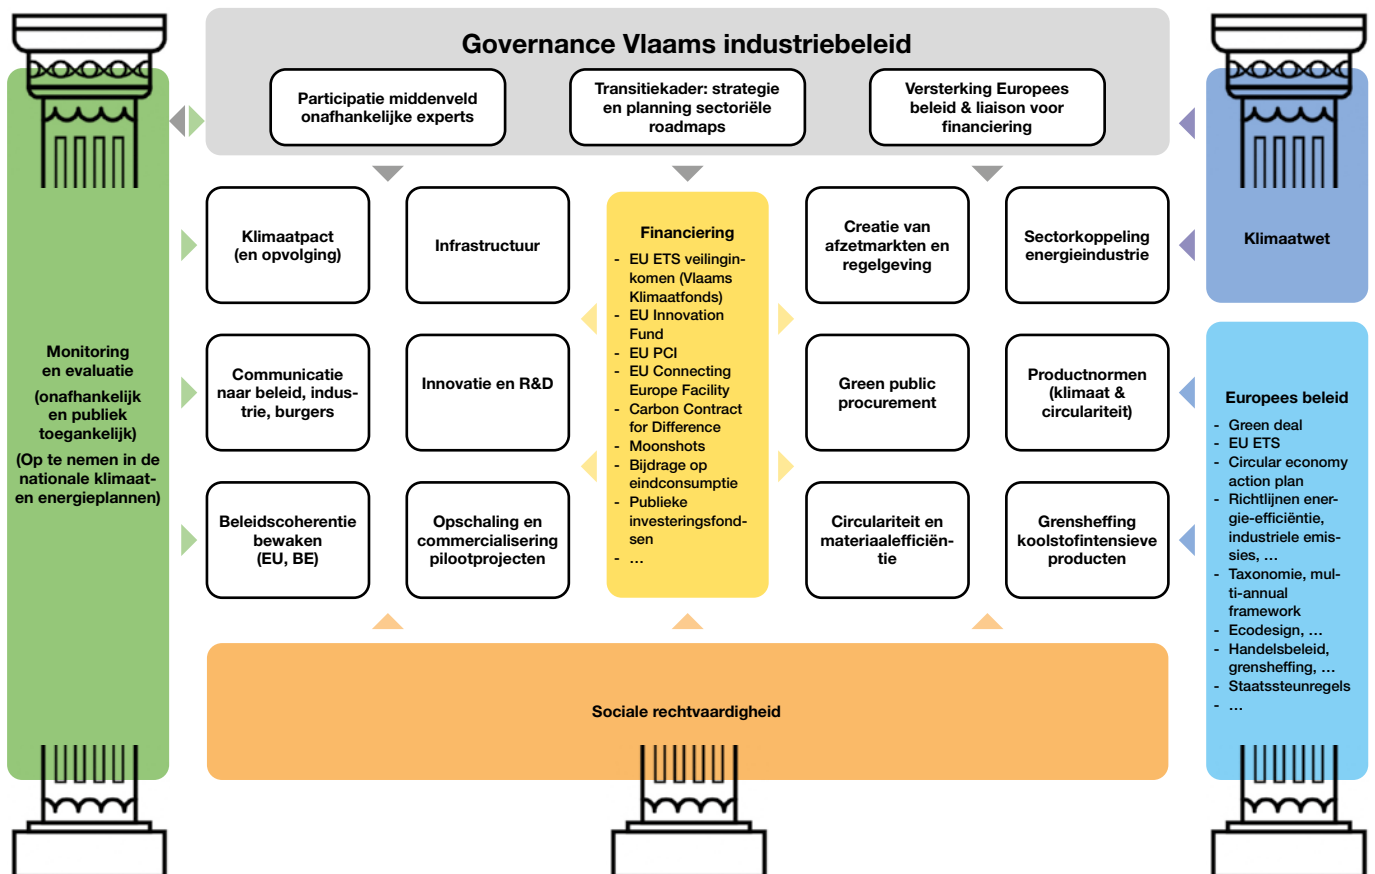 Governance Vlaams industriebeleid
Participatie middenveld
onafhankelijke experts
Transitiekader: strategie
en planning sectoriële
roadmaps
Versterking Europees
beleid & liaison voor
financiering
Monitoring
en evaluatie
(onafhankelijk
en publiek
toegankelijk)
(Op te nemen in de
nationale klimaat-
en energieplannen)
Klimaatpact
(en opvolging)
Infrastructuur
Communicatie
naar beleid, indus-
trie, burgers
Innovatie en R&D
Beleidscoherentie
bewaken
(EU, BE)
Opschaling en
commercialisering
pilootprojecten
Financiering
- EU ETS veilingin-
komen (Vlaams
Klimaatfonds)
- EU Innovation
Fund
- EU PCI
- EU Connecting
Europe Facility
- Carbon Contract
for Difference
- Moonshots
- Bijdrage op
eindconsumptie
- Publieke
investeringsfond-
sen
- ...
Creatie van
afzetmarkten en
regelgeving
Sectorkoppeling
energieindustrie
Green public
procurement
Productnormen
(klimaat &
circulariteit)
Circulariteit en
materiaalefficiën-
tie
Grensheffing
koolstofintensieve
producten
Klimaatwet
Europees beleid
- Green deal
- EU ETS
- Circular economy
action plan
- Richtlijnen ener-
gie-efficiëntie,
industriele emis-
sies, ...
- Taxonomie, mul-
ti-annual
framework
- Ecodesign, ...
- Handelsbeleid,
grensheffing, ...
- Staatssteunregels
- ...
Sociale rechtvaardigheid